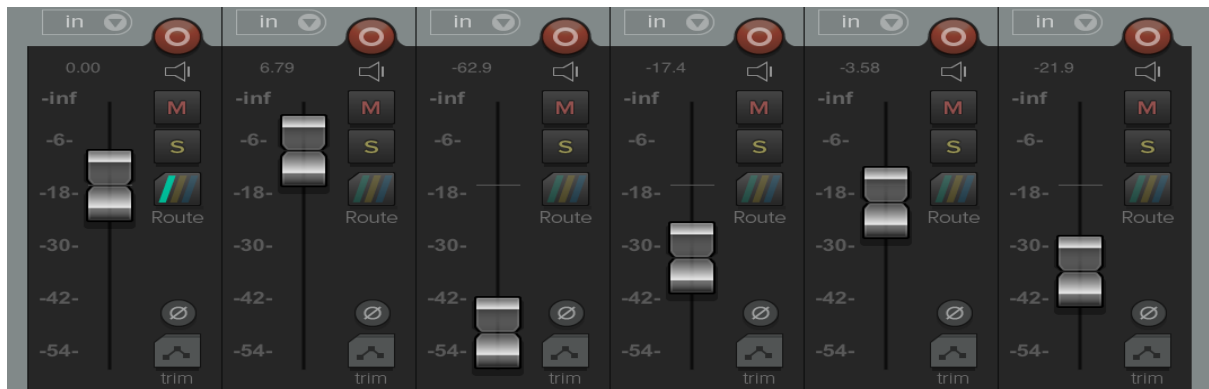 in in in in in in
0.00 6.79 -62.9 -17.4 -3.58 -21.9
-inf -inf -inf -inf -inf -inf
M M M M M M
-6- -6- -6- -6- -6- -6-
S S S S S S
-18- -18- -18- -18- -18- -18-
Route Route Route Route Route Route
-30- -30- -30- -30- -30- -30-
-42- -42- -42- -42- -42- -42-
Ø Ø Ø Ø Ø Ø
-54- -54- -54- -54- -54- -54-
trim trim trim trim trim trim